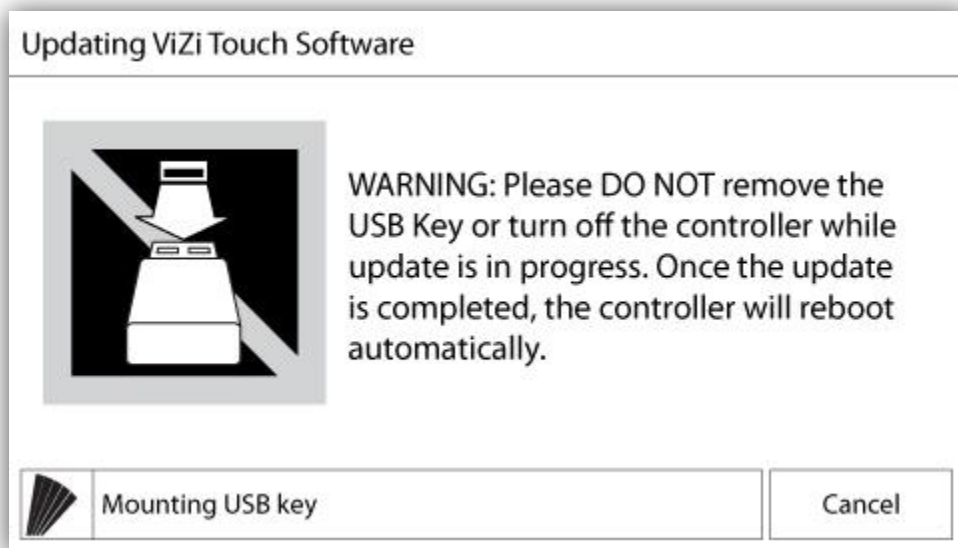 Updating ViZi Touch Software
WARNING: Please DO NOT remove the
USB Key or turn off the controller while
update is in progress. Once the update
is completed, the controller will reboot
automatically.
Mounting USB key
Cancel